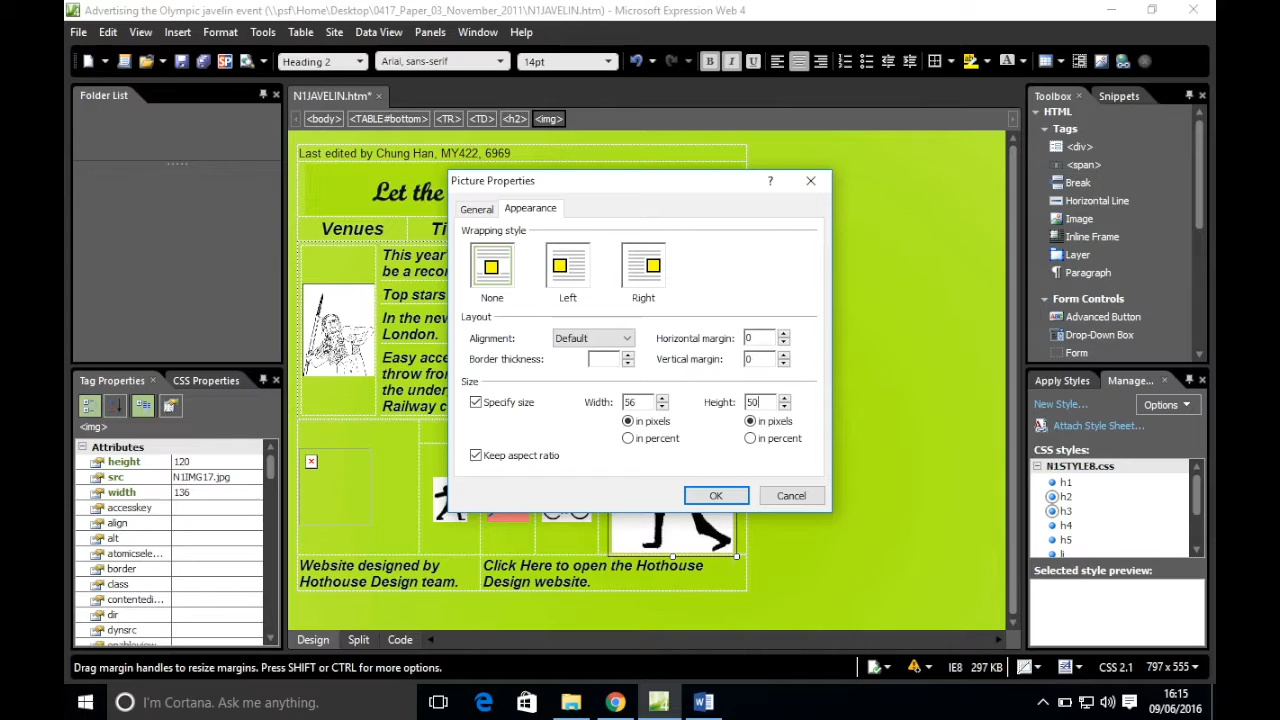 Advertising the Olympic javelin event (\\psf\Home\Desktop\0417_Paper_03_November_2011\N1JAVELIN.htm) - Microsoft Expression Web 4
File Edit View Insert Format Tools Table Site Data View Panels Window Help
Heading 2 Arial, sans-serif 14pt
Folder List
N1JAVELIN.htm*
<body> <TABLE#bottom> <TR> <TD> <h2> <img>
Last edited by Chung Han, MY422, 6969
Let the
Venues Ti
This year
be a reco
Top stars
In the new
London.
Easy acce
throw from
the under
Railway c
Website designed by
Hothouse Design team.
Click Here to open the Hothouse
Design website.
Picture Properties
?
General Appearance
Wrapping style
None Left Right
Layout
Alignment: Default Horizontal margin: 0
Border thickness: Vertical margin: 0
Size
Specify size Width: 56 Height: 50
in pixels in pixels
in percent in percent
Keep aspect ratio
OK Cancel
Design Split Code
Toolbox Snippets
HTML
Tags
<div>
<span>
Break
Horizontal Line
Image
Inline Frame
Layer
Paragraph
Form Controls
Advanced Button
Drop-Down Box
Form
Tag Properties CSS Properties
<img>
Attributes
height 120
src N1IMG17.jpg
width 136
accesskey
align
alt
atomicsele...
border
class
contentedi...
dir
dynsrc
Apply Styles Manage...
New Style... Options
Attach Style Sheet...
CSS styles:
N1STYLE8.css
h1
h2
h3
h4
h5
li
Selected style preview:
Drag margin handles to resize margins. Press SHIFT or CTRL for more options.
IE8 297 KB CSS 2.1 797 x 555
I'm Cortana. Ask me anything.
16:15
09/06/2016